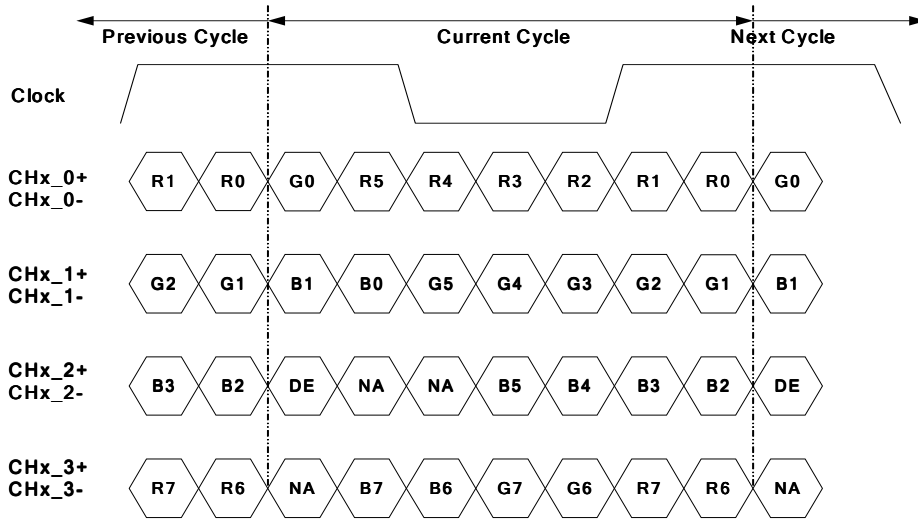 Previous Cycle Current Cycle Next Cycle
Clock
CHx_0+
CHx_0-
R1 R0 G0 R5 R4 R3 R2 R1 R0 G0
CHx_1+
CHx_1-
G2 G1 B1 B0 G5 G4 G3 G2 G1 B1
CHx_2+
CHx_2-
B3 B2 DE NA NA B5 B4 B3 B2 DE
CHx_3+
CHx_3-
R7 R6 NA B7 B6 G7 G6 R7 R6 NA